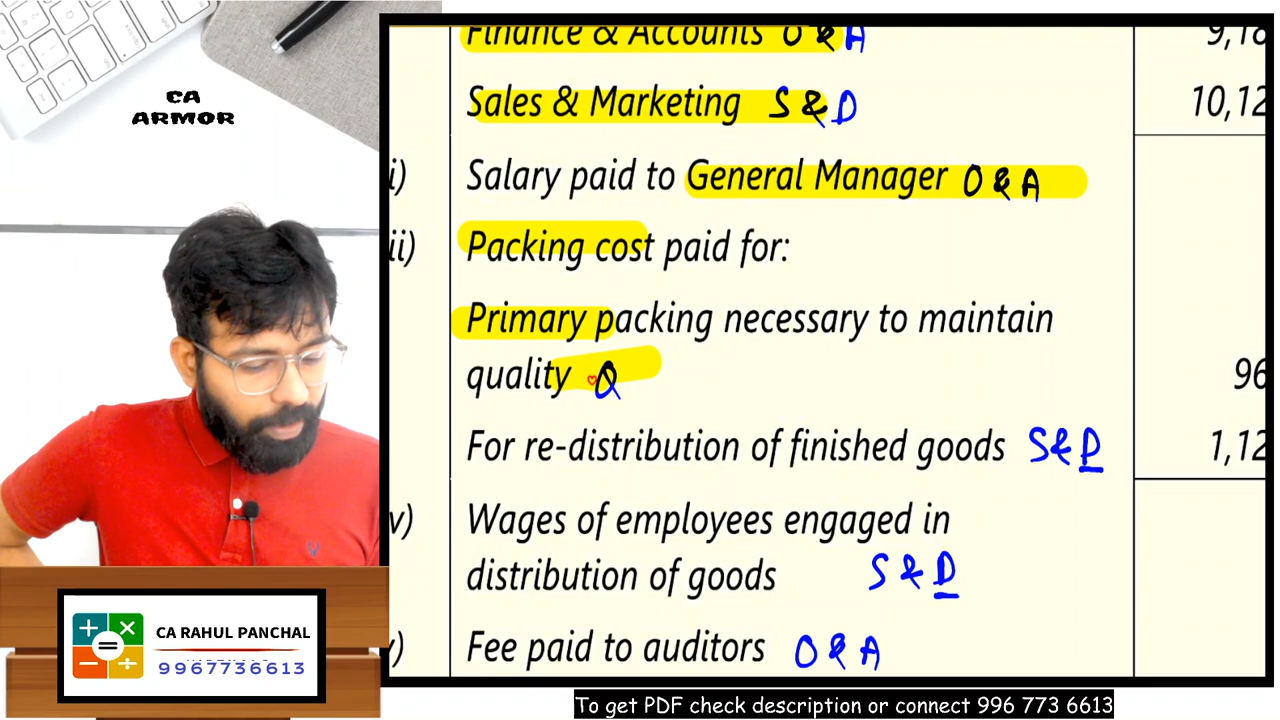 CA
ARMOR
Finance & Accounts O & A
9,18
Sales & Marketing S & D
10,12
i) Salary paid to General Manager O & A
ii) Packing cost paid for:
Primary packing necessary to maintain
quality Q
96
For re-distribution of finished goods S & D
1,12
v) Wages of employees engaged in
distribution of goods S & D
v) Fee paid to auditors O & A
CA RAHUL PANCHAL
9967736613
To get PDF check description or connect 996 773 6613